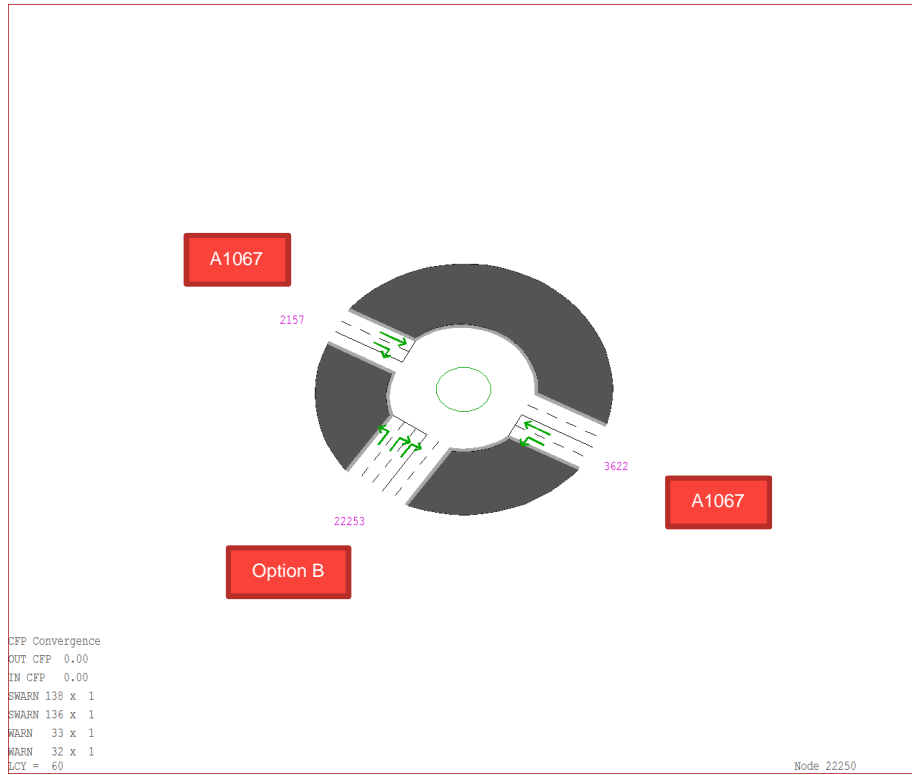 A1067
2157
3622
A1067
22253
Option B
CFP Convergence
OUT CFP 0.00
IN CFP 0.00
SWARN 138 x 1
SWARN 136 x 1
WARN 33 x 1
WARN 32 x 1
LCY = 60
Node 22250